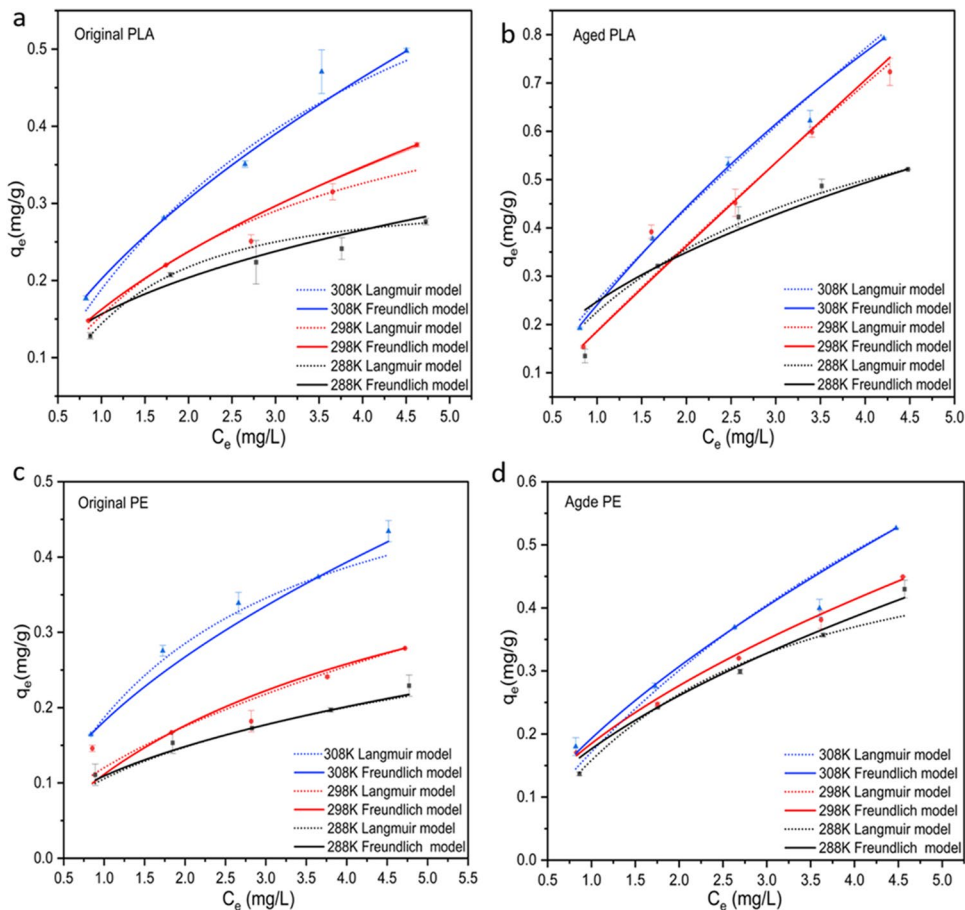 a
Original PLA
0.5
0.4
0.3
0.2
0.1
qe(mg/g)
308K Langmuir model
308K Freundlich model
298K Langmuir model
298K Freundlich model
288K Langmuir model
288K Freundlich model
0.5 1.0 1.5 2.0 2.5 3.0 3.5 4.0 4.5 5.0
Ce (mg/L)
b
Aged PLA
0.8
0.7
0.6
0.5
0.4
0.3
0.2
0.1
qe(mg/g)
308K Langmuir model
308K Freundlich model
298K Langmuir model
298K Freundlich model
288K Langmuir model
288K Freundlich model
0.5 1.0 1.5 2.0 2.5 3.0 3.5 4.0 4.5 5.0
Ce (mg/L)
c
Original PE
0.5
0.4
0.3
0.2
0.1
0.0
qe(mg/g)
308K Langmuir model
308K Freundlich model
298K Langmuir model
298K Freundlich model
288K Langmuir model
288K Freundlich model
0.5 1.0 1.5 2.0 2.5 3.0 3.5 4.0 4.5 5.0 5.5
Ce (mg/L)
d
Agde PE
0.6
0.5
0.4
0.3
0.2
0.1
0.0
qe(mg/g)
308K Langmuir model
308K Freundlich model
298K Langmuir model
298K Freundlich model
288K Langmuir model
288K Freundlich model
0.5 1.0 1.5 2.0 2.5 3.0 3.5 4.0 4.5 5.0
Ce (mg/L)